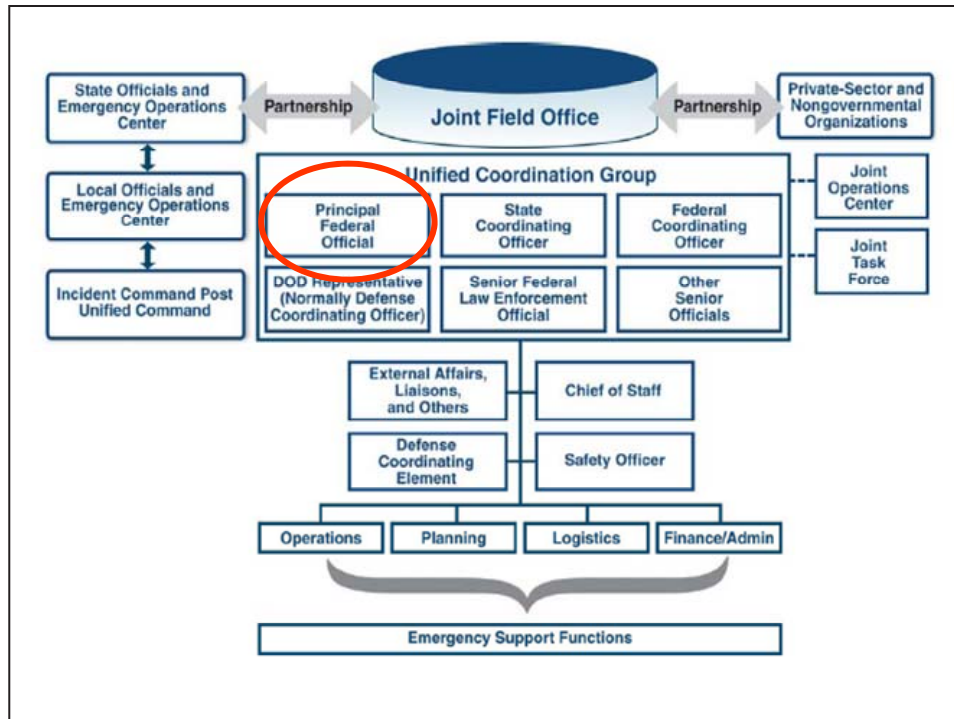 State Officials and
Emergency Operations
Center
Partnership
Joint Field Office
Partnership
Private-Sector and
Nongovernmental
Organizations
Local Officials and
Emergency Operations
Center
Incident Command Post
Unified Command
Unified Coordination Group
Principal
Federal
Official
State
Coordinating
Officer
Federal
Coordinating
Officer
DOD Representative
(Normally Defense
Coordinating Officer)
Senior Federal
Law Enforcement
Official
Other
Senior
Officials
Joint
Operations
Center
Joint
Task
Force
External Affairs,
Liaisons,
and Others
Chief of Staff
Defense
Coordinating
Element
Safety Officer
Operations
Planning
Logistics
Finance/Admin
Emergency Support Functions